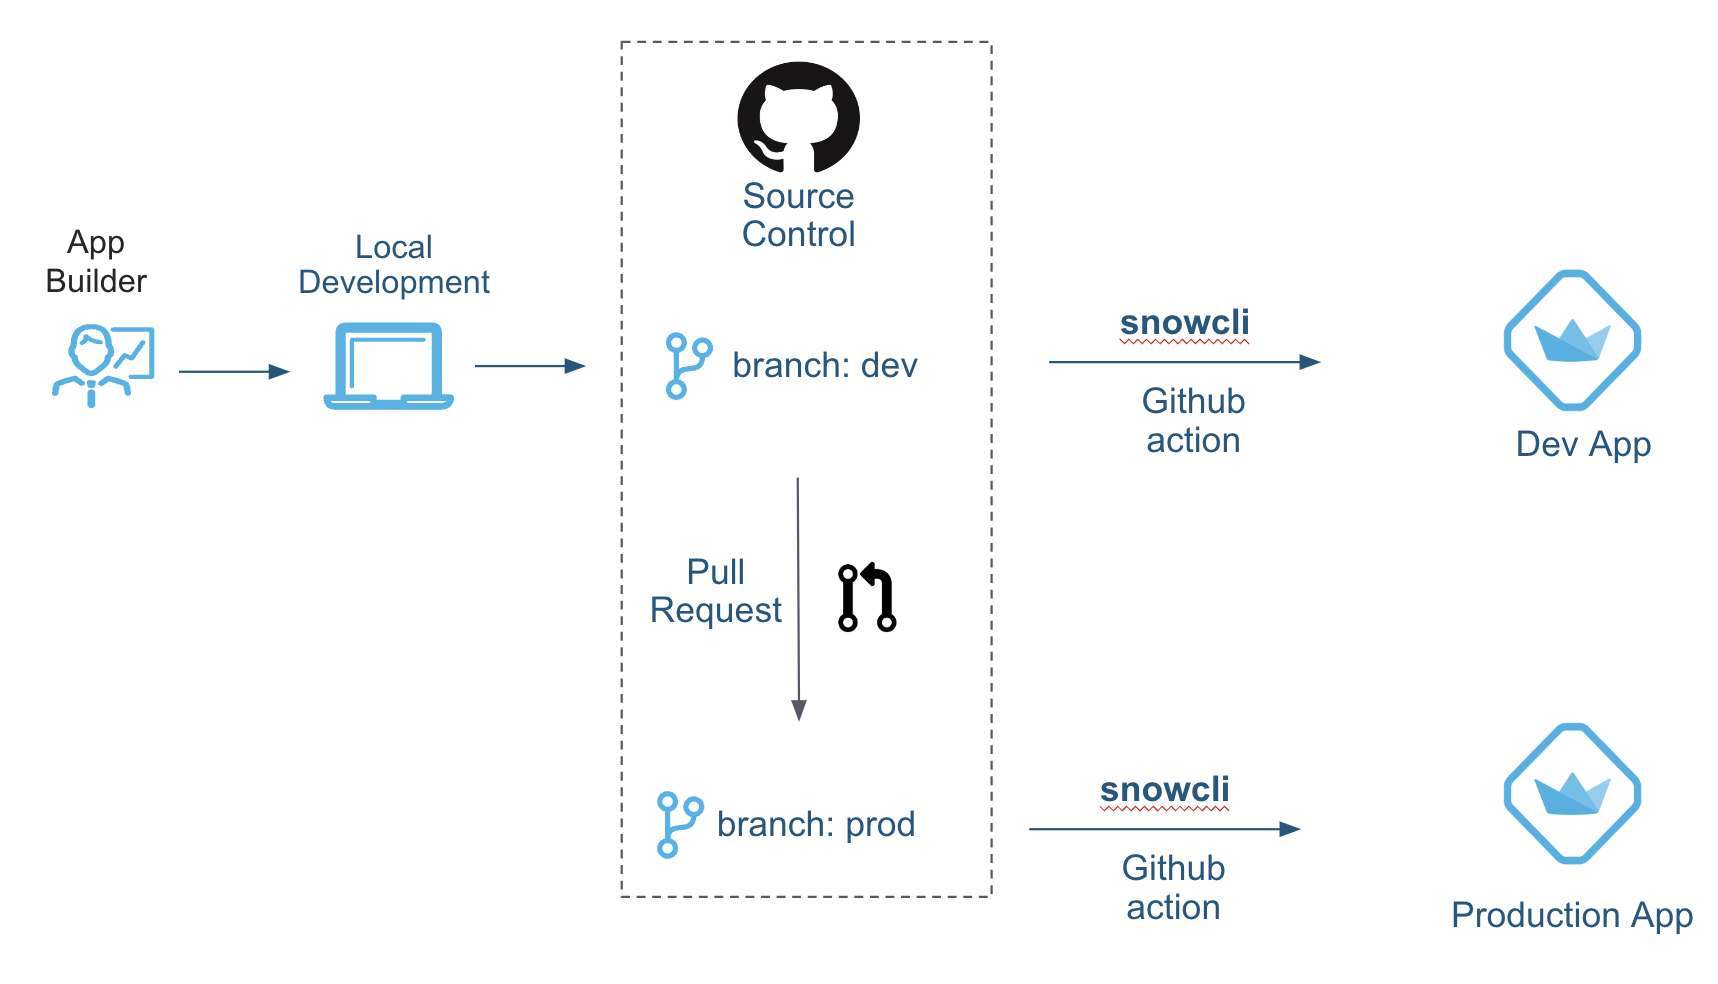 App
Builder
Local
Development
Source
Control
branch: dev
snowcli
Github
action
Dev App
Pull
Request
branch: prod
snowcli
Github
action
Production App